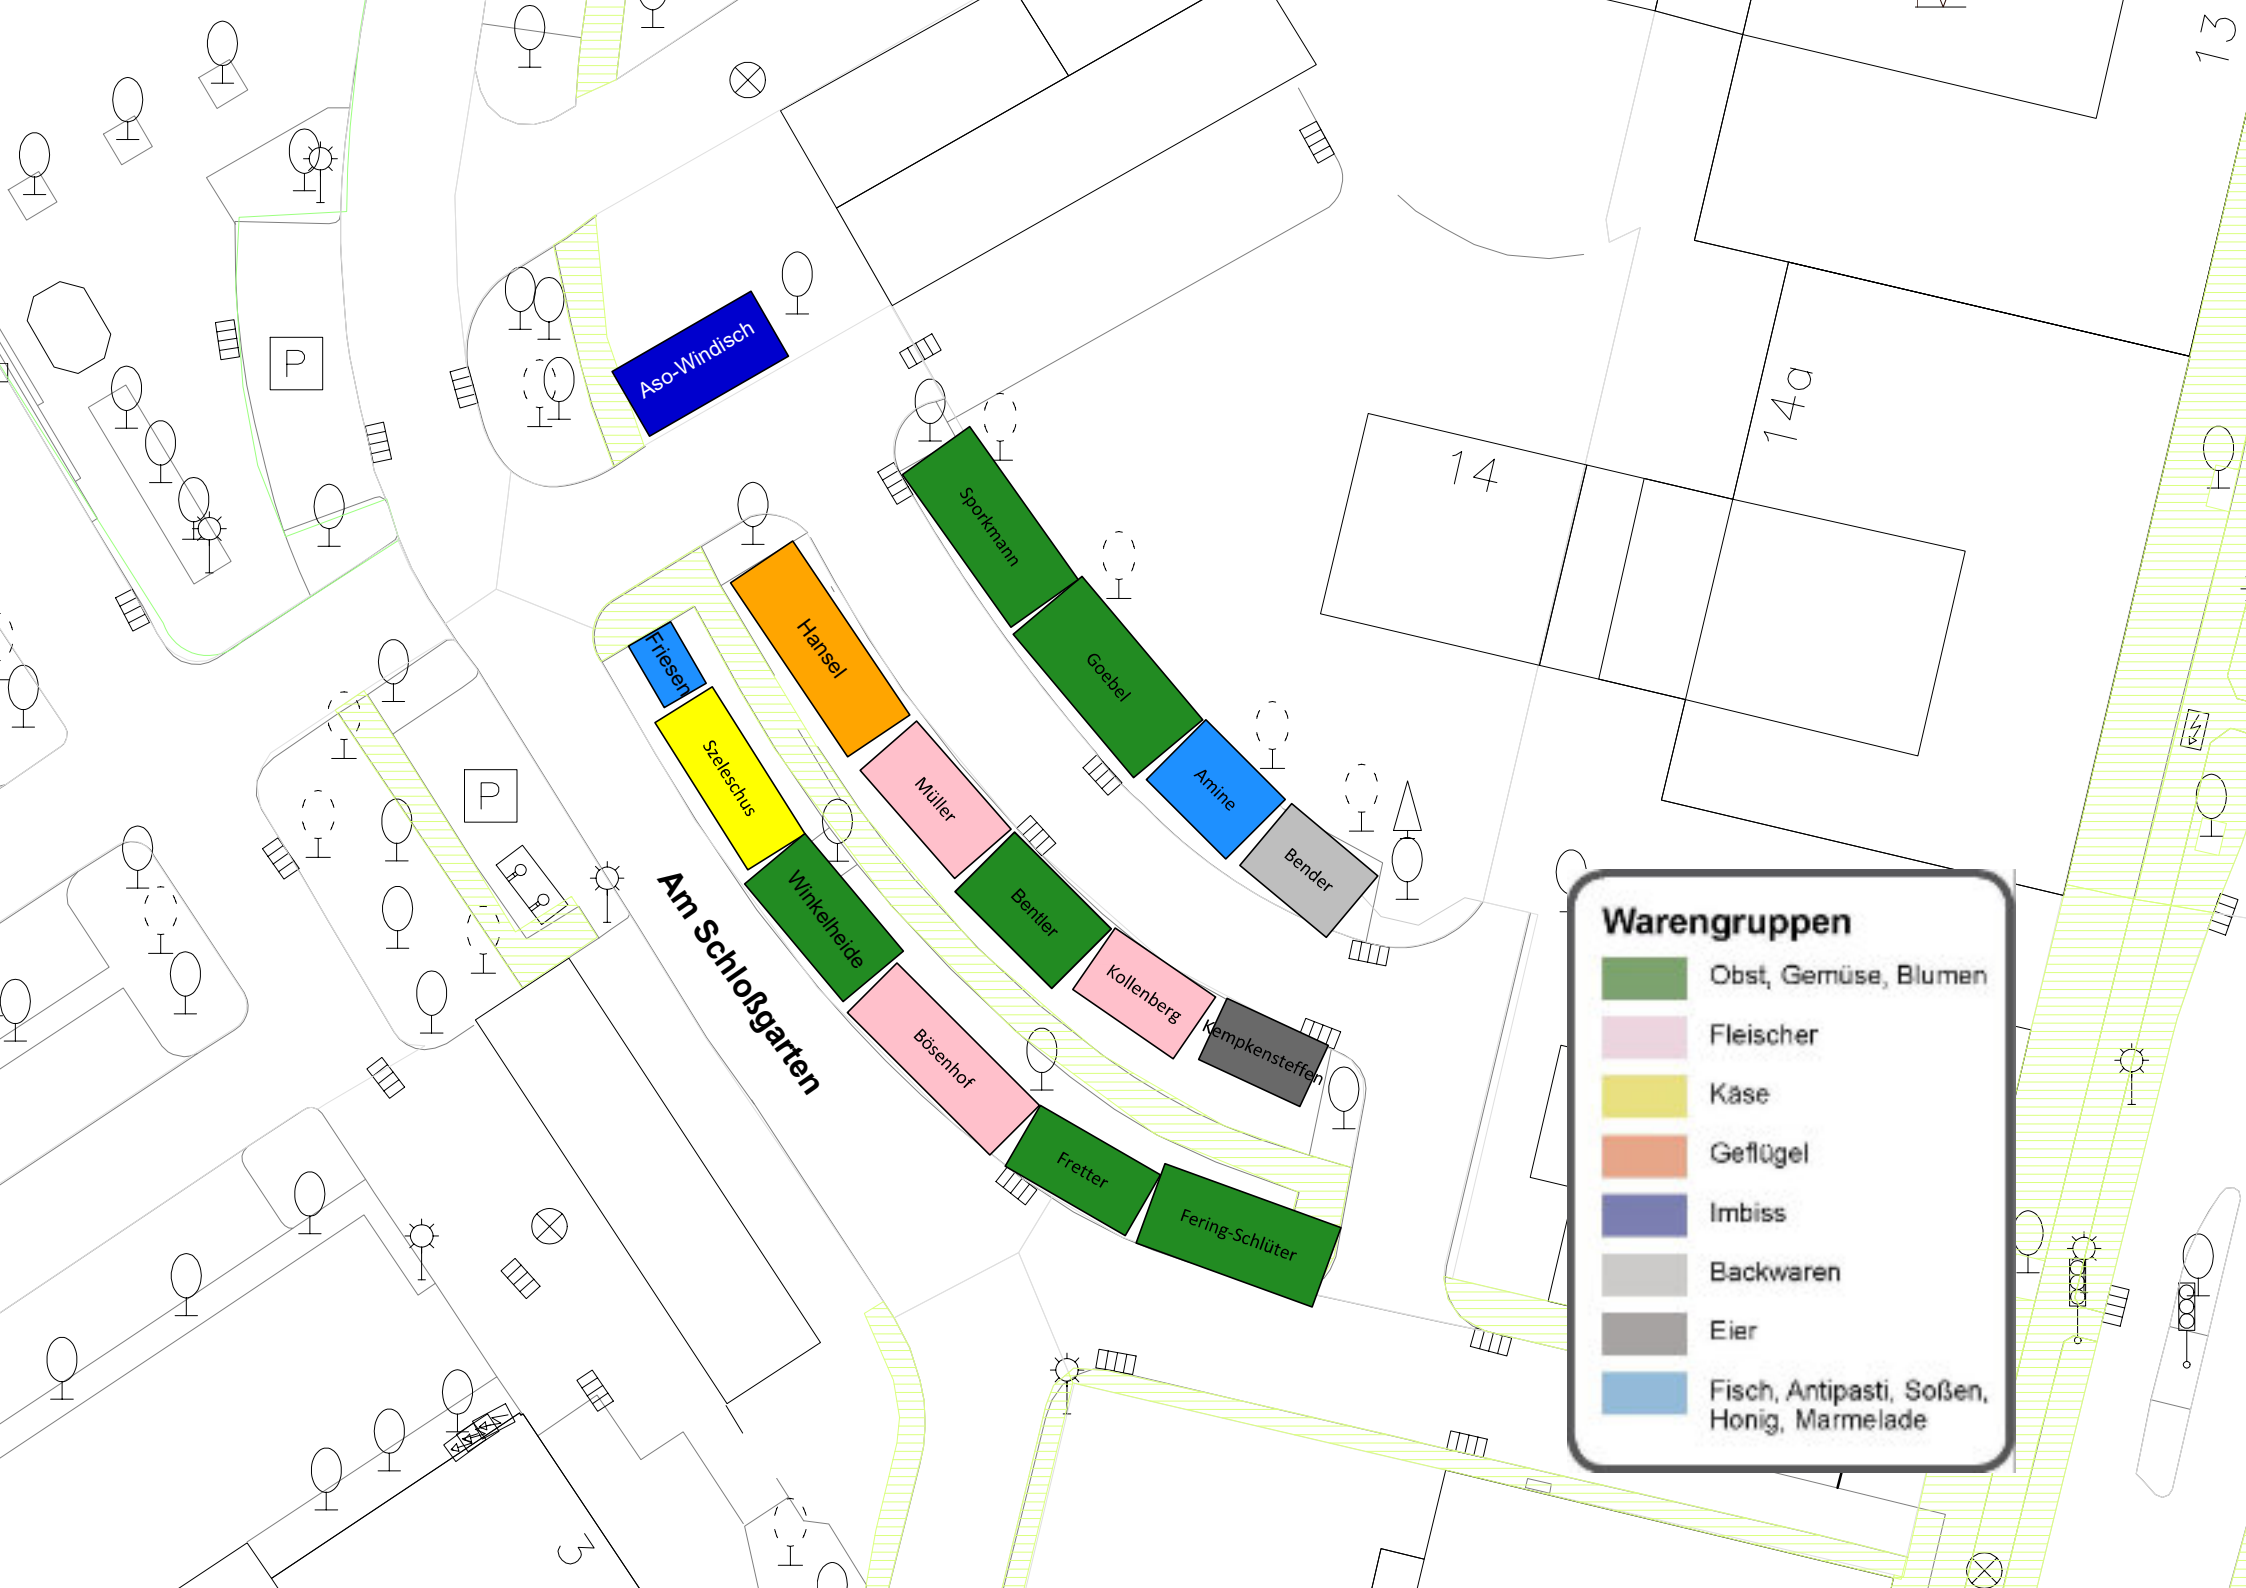 13
P
Aso-Windisch
14a
14
Sporkmann
Hansel
Friesen
Goebel
Szeleschus
Müller
Amine
P
Bender
Winkelheide
Bentler
Am Schloßgarten
Kollenberg
Kempkensteffen
Bösenhof
Fretter
Fering-Schlüter
Warengruppen
Obst, Gemüse, Blumen
Fleischer
Käse
Geflügel
Imbiss
Backwaren
Eier
Fisch, Antipasti, Soßen,
Honig, Marmelade
3